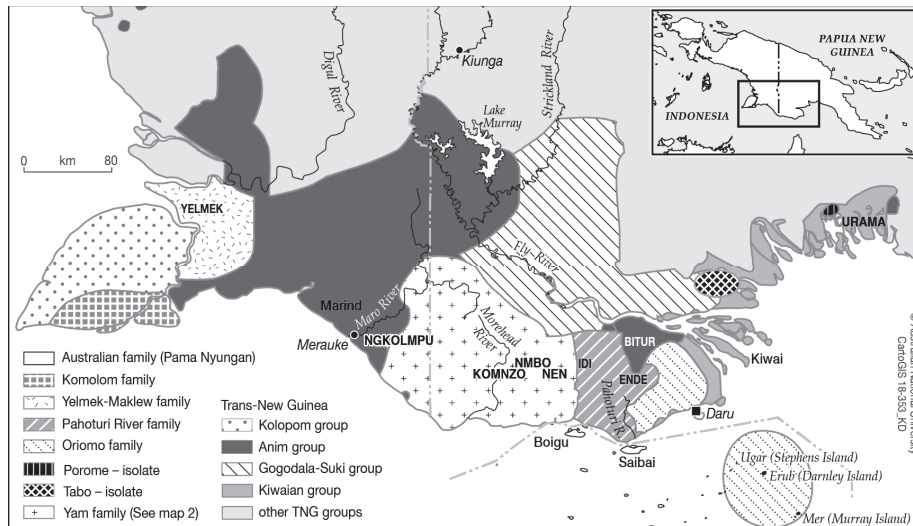 PAPUA NEW
GUINEA
INDONESIA
Kiunga
Digul River
Strickland River
Lake
Murray
0 km 80
YELMEK
URAMA
Fly River
Marind
Maro River
Merauke
NGKOLMPU
Morehead
River
NMBO
KOMNZO NEN
IDI
BITUR
ENDE
Pahoturi R.
Kiwai
Daru
Boigu
Saibai
Ugar (Stephens Island)
Erub (Darnley Island)
Mer (Murray Island)
Australian family (Pama Nyungan)
Komolom family
Yelmek-Maklew family
Pahoturi River family
Oriomo family
Porome – isolate
Tabo – isolate
Yam family (See map 2)
Trans-New Guinea
Kolopom group
Anim group
Gogodala-Suki group
Kiwaian group
other TNG groups
CartoGIS 18-353_KD